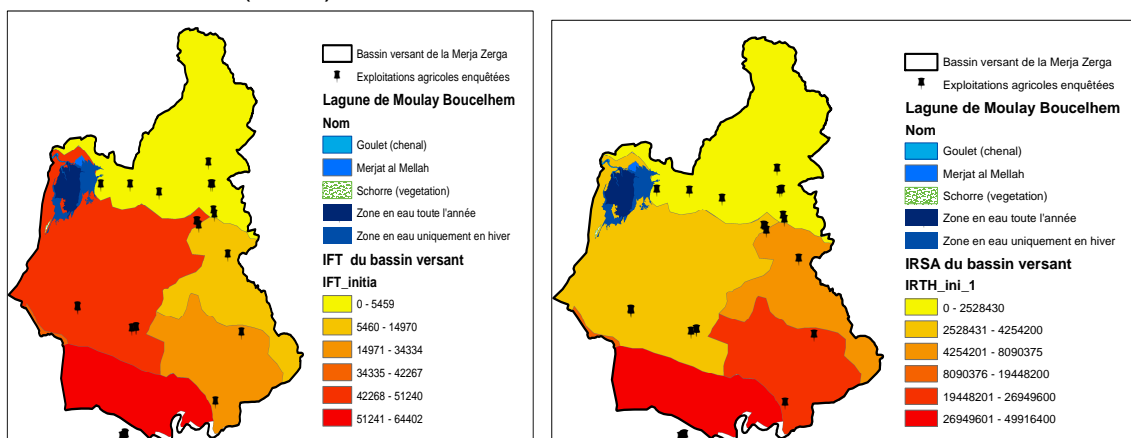 Bassin versant de la Merja Zerga
Exploitations agricoles enquêtées
Lagune de Moulay Boucelhem
Nom
Goulet (chenal)
Merjat al Mellah
Schorre (vegetation)
Zone en eau toute l'année
Zone en eau uniquement en hiver
IFT du bassin versant
IFT_initia
0 - 5459
5460 - 14970
14971 - 34334
34335 - 42267
42268 - 51240
51241 - 64402
Bassin versant de la Merja Zerga
Exploitations agricoles enquêtées
Lagune de Moulay Boucelhem
Nom
Goulet (chenal)
Merjat al Mellah
Schorre (vegetation)
Zone en eau toute l'année
Zone en eau uniquement en hiver
IRSA du bassin versant
IRTH_ini_1
0 - 2528430
2528431 - 4254200
4254201 - 8090375
8090376 - 19448200
19448201 - 26949600
26949601 - 49916400